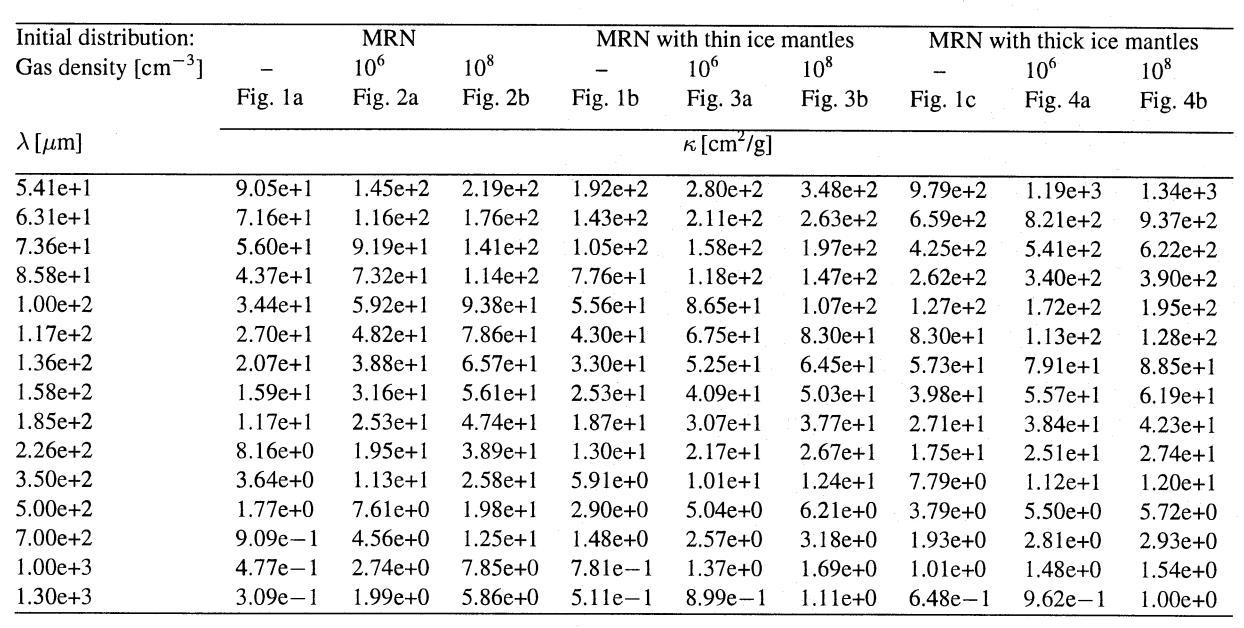 Initial distribution: MRN MRN with thin ice mantles MRN with thick ice mantles
Gas density [cm⁻³] – 10⁶ 10⁸ – 10⁶ 10⁸ – 10⁶ 10⁸
Fig. 1a Fig. 2a Fig. 2b Fig. 1b Fig. 3a Fig. 3b Fig. 1c Fig. 4a Fig. 4b
λ [μm] κ [cm²/g]
5.41e+1 9.05e+1 1.45e+2 2.19e+2 1.92e+2 2.80e+2 3.48e+2 9.79e+2 1.19e+3 1.34e+3
6.31e+1 7.16e+1 1.16e+2 1.76e+2 1.43e+2 2.11e+2 2.63e+2 6.59e+2 8.21e+2 9.37e+2
7.36e+1 5.60e+1 9.19e+1 1.41e+2 1.05e+2 1.58e+2 1.97e+2 4.25e+2 5.41e+2 6.22e+2
8.58e+1 4.37e+1 7.32e+1 1.14e+2 7.76e+1 1.18e+2 1.47e+2 2.62e+2 3.40e+2 3.90e+2
1.00e+2 3.44e+1 5.92e+1 9.38e+1 5.56e+1 8.65e+1 1.07e+2 1.27e+2 1.72e+2 1.95e+2
1.17e+2 2.70e+1 4.82e+1 7.86e+1 4.30e+1 6.75e+1 8.30e+1 8.30e+1 1.13e+2 1.28e+2
1.36e+2 2.07e+1 3.88e+1 6.57e+1 3.30e+1 5.25e+1 6.45e+1 5.73e+1 7.91e+1 8.85e+1
1.58e+2 1.59e+1 3.16e+1 5.61e+1 2.53e+1 4.09e+1 5.03e+1 3.98e+1 5.57e+1 6.19e+1
1.85e+2 1.17e+1 2.53e+1 4.74e+1 1.87e+1 3.07e+1 3.77e+1 2.71e+1 3.84e+1 4.23e+1
2.26e+2 8.16e+0 1.95e+1 3.89e+1 1.30e+1 2.17e+1 2.67e+1 1.75e+1 2.51e+1 2.74e+1
3.50e+2 3.64e+0 1.13e+1 2.58e+1 5.91e+0 1.01e+1 1.24e+1 7.79e+0 1.12e+1 1.20e+1
5.00e+2 1.77e+0 7.61e+0 1.98e+1 2.90e+0 5.04e+0 6.21e+0 3.79e+0 5.50e+0 5.72e+0
7.00e+2 9.09e−1 4.56e+0 1.25e+1 1.48e+0 2.57e+0 3.18e+0 1.93e+0 2.81e+0 2.93e+0
1.00e+3 4.77e−1 2.74e+0 7.85e+0 7.81e−1 1.37e+0 1.69e+0 1.01e+0 1.48e+0 1.54e+0
1.30e+3 3.09e−1 1.99e+0 5.86e+0 5.11e−1 8.99e−1 1.11e+0 6.48e−1 9.62e−1 1.00e+0